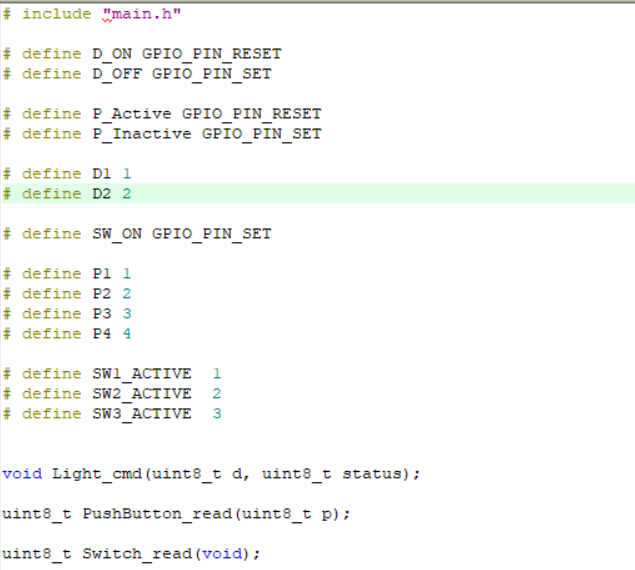 # include "main.h"
# define D_ON GPIO_PIN_RESET
# define D_OFF GPIO_PIN_SET
# define P_Active GPIO_PIN_RESET
# define P_Inactive GPIO_PIN_SET
# define D1 1
# define D2 2
# define SW_ON GPIO_PIN_SET
# define P1 1
# define P2 2
# define P3 3
# define P4 4
# define SW1_ACTIVE  1
# define SW2_ACTIVE  2
# define SW3_ACTIVE  3
void Light_cmd(uint8_t d, uint8_t status);
uint8_t PushButton_read(uint8_t p);
uint8_t Switch_read(void);